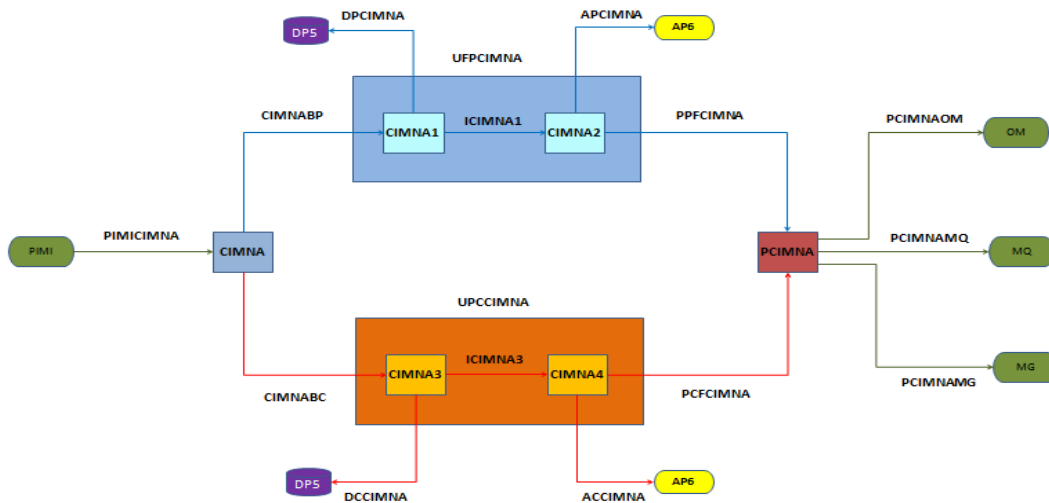 DPCIMNA
APCIMNA
DP5
AP6
UFPCIMNA
CIMNABP
CIMNA1
ICIMNA1
CIMNA2
PPFCIMNA
PCIMNAOM
OM
PIMICIMNA
PIMI
CIMNA
PCIMNA
PCIMNAMQ
MQ
UPCCIMNA
CIMNA3
ICIMNA3
CIMNA4
MG
PCIMNAMG
CIMNABC
PCFCIMNA
DP5
AP6
DCCIMNA
ACCIMNA